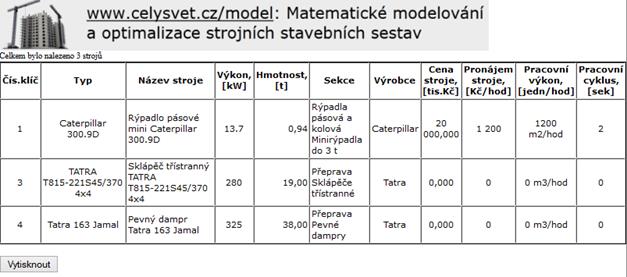 www.celysvet.cz/model: Matematické modelování
a optimalizace strojních stavebních sestav
Celkem bylo nalezeno 3 strojů
Čís.klíč Typ Název stroje Výkon, [kW] Hmotnost, [t] Sekce Výrobce Cena stroje, [tis.Kč] Pronájem stroje, [Kč/hod] Pracovní výkon, [jedn/hod] Pracovní cyklus, [sek]
1 Caterpillar 300.9D Rýpadlo pásové mini Caterpillar 300.9D 13.7 0,94 Rýpadla pásová a kolová Minirýpadla do 3 t Caterpillar 20 000,000 1 200 1200 m2/hod 2
3 TATRA T815-221S45/370 4x4 Sklápěč třístranný TATRA T815-221S45/370 4x4 280 19,00 Přeprava Sklápěče třístranné Tatra 0,000 0 0 m3/hod 0
4 Tatra 163 Jamal Pevný dampr Tatra 163 Jamal 325 38,00 Přeprava Pevné dampry Tatra 0,000 0 0 m3/hod 0
Vytisknout